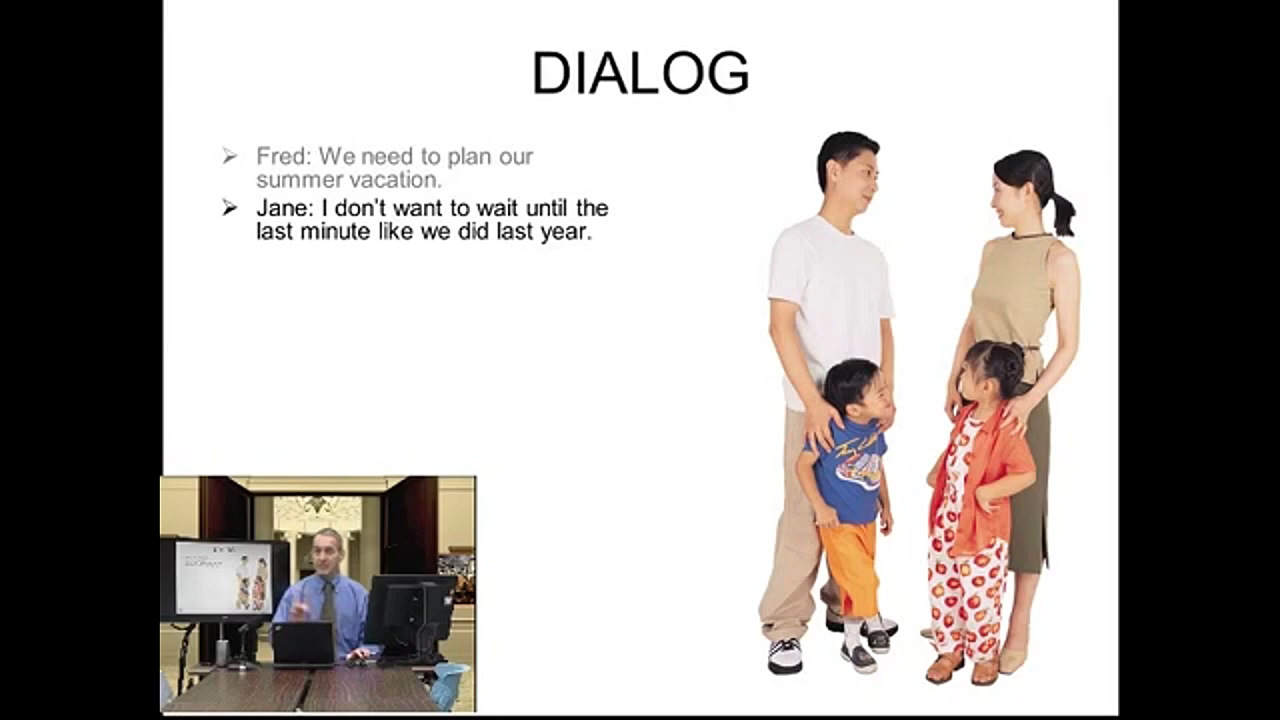 DIALOG
➢ Fred: We need to plan our
summer vacation.
➢ Jane: I don't want to wait until the
last minute like we did last year.